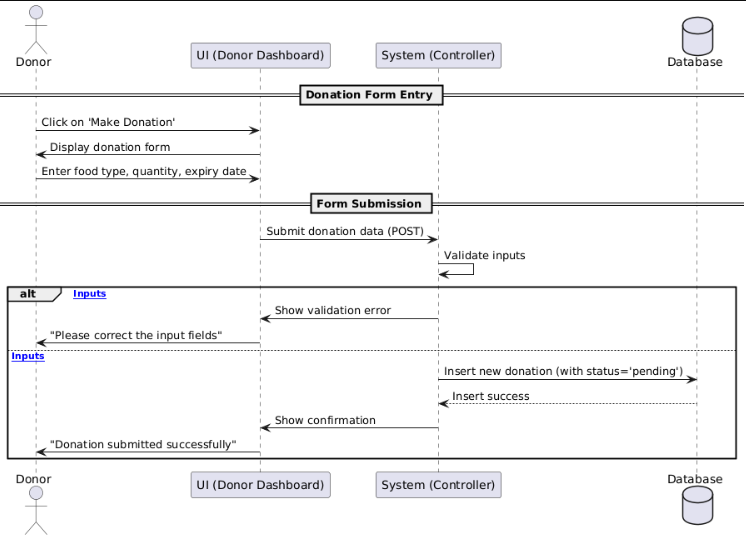 Donor
UI (Donor Dashboard)
System (Controller)
Database
Donation Form Entry
Click on 'Make Donation'
Display donation form
Enter food type, quantity, expiry date
Form Submission
Submit donation data (POST)
Validate inputs
alt
Inputs
Show validation error
"Please correct the input fields"
Inputs
Insert new donation (with status='pending')
Insert success
Show confirmation
"Donation submitted successfully"
Donor
UI (Donor Dashboard)
System (Controller)
Database